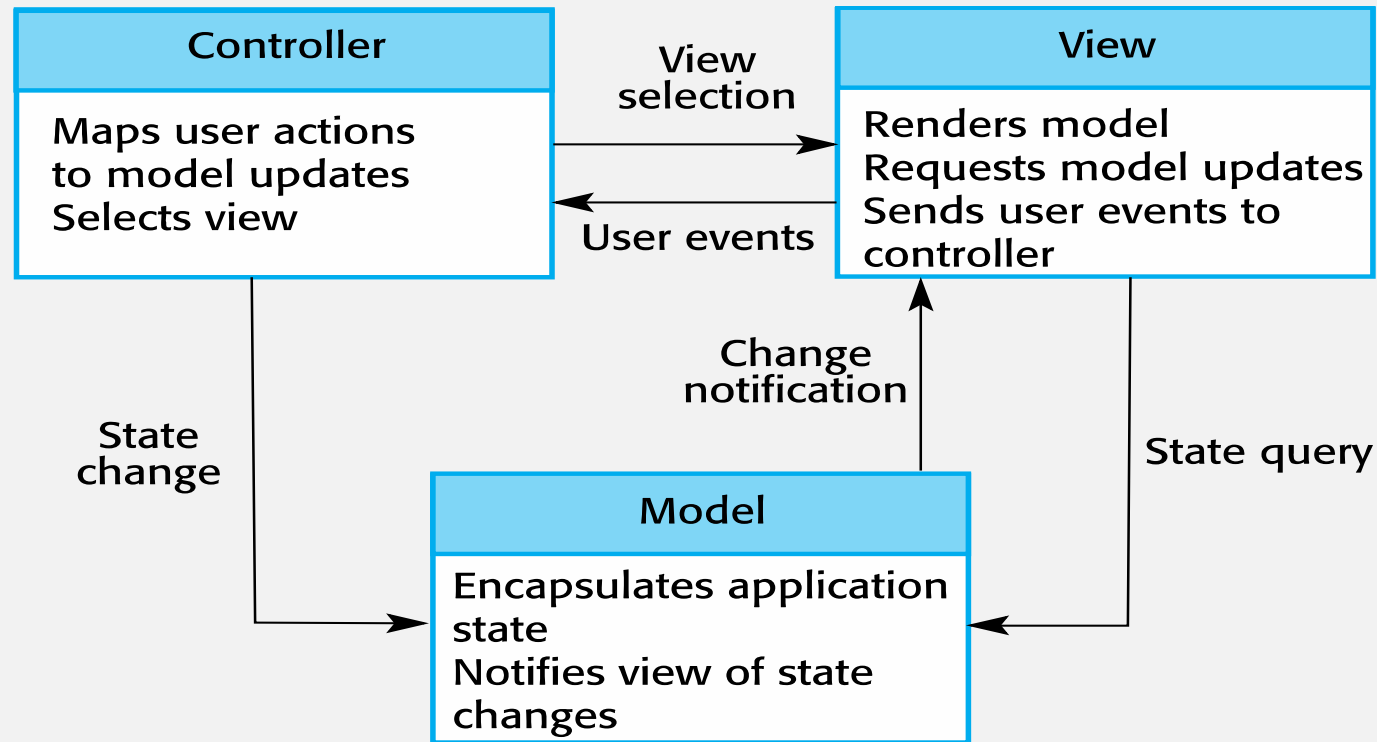 Controller
Maps user actions
to model updates
Selects view
View
selection
User events
View
Renders model
Requests model updates
Sends user events to
controller
State
change
Change
notification
State query
Model
Encapsulates application
state
Notifies view of state
changes